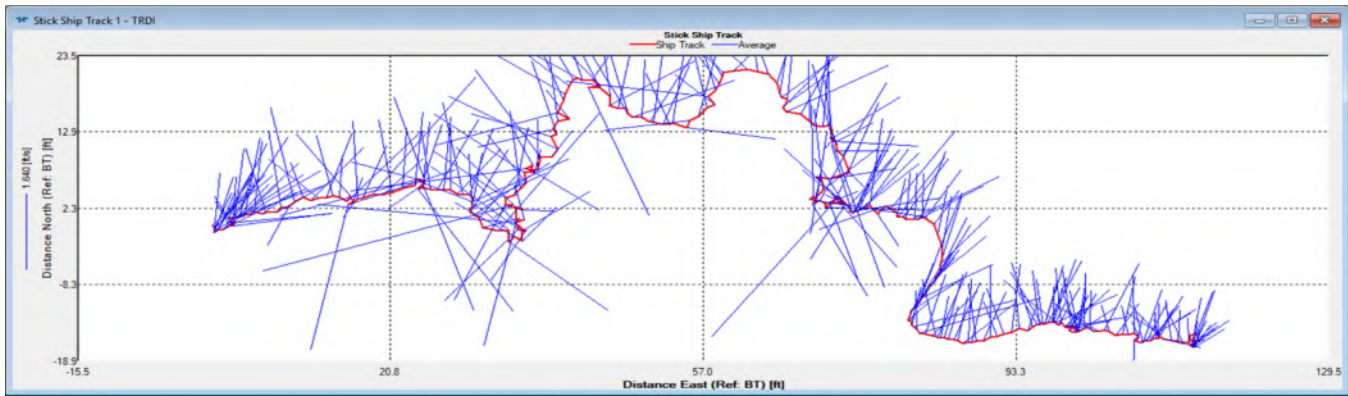 Stick Ship Track 1 - TRDI
Stick Ship Track
Ship Track Average
23.5
12.9
2.3
-8.3
-18.9
1.640 [ft/s]
Distance North (Ref: BT) [ft]
-15.5 20.8 57.0 93.3 129.5
Distance East (Ref: BT) [ft]